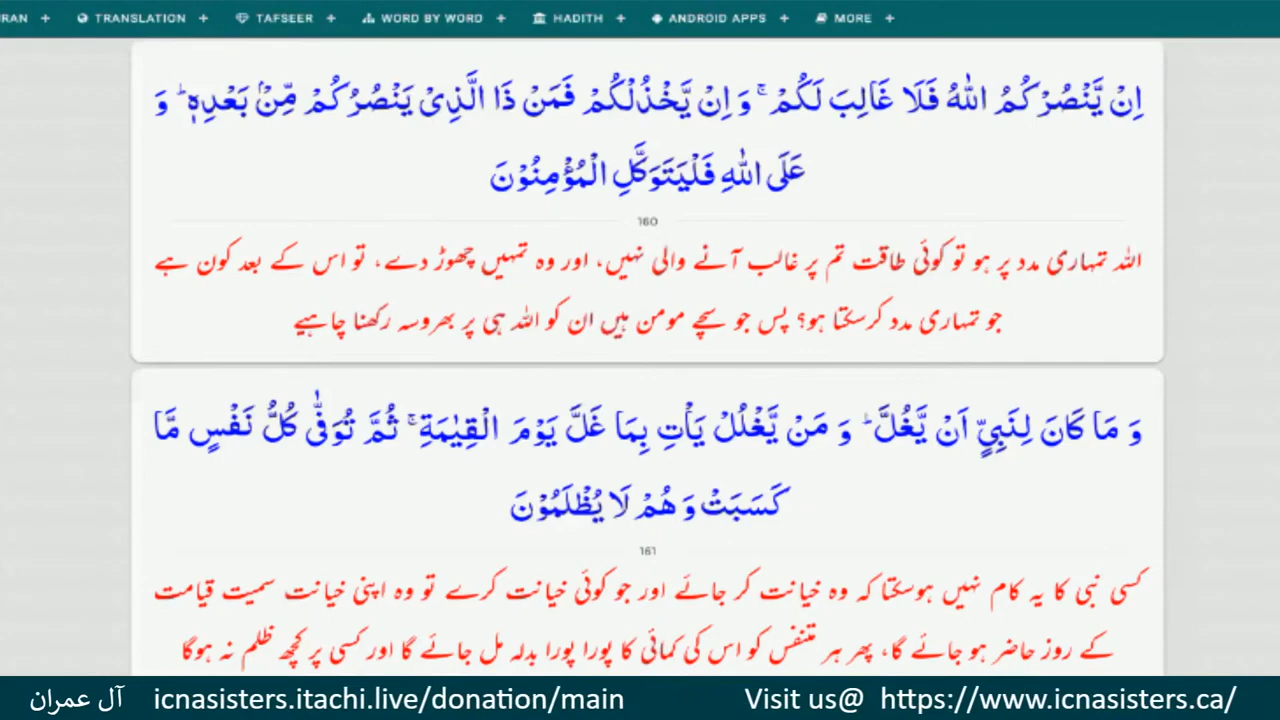 RAN + TRANSLATION + TAFSEER + WORD BY WORD + HADITH + ANDROID APPS + MORE +
اِنۡ يَّنۡصُرۡكُمُ اللّٰهُ فَلَا غَالِبَ لَكُمۡ​ۚ وَاِنۡ يَّخۡذُلۡكُمۡ فَمَنۡ ذَا الَّذِىۡ يَنۡصُرُكُمۡ مِّنۡۢ بَعۡدِهٖ​ؕ وَ
عَلَى اللّٰهِ فَلۡيَتَوَكَّلِ الۡمُؤۡمِنُوۡنَ
160
اللہ تمہاری مدد پر ہو تو کوئی طاقت تم پر غالب آنے والی نہیں، اور وہ تمہیں چھوڑ دے، تو اس کے بعد کون ہے
جو تمہاری مدد کرسکتا ہو؟ پس جو سچے مومن ہیں ان کو اللہ ہی پر بھروسہ رکھنا چاہیے
وَ مَا كَانَ لِنَبِىٍّ اَنۡ يَّغُلَّ​ؕ وَ مَنۡ يَّغۡلُلۡ يَاۡتِ بِمَا غَلَّ يَوۡمَ الۡقِيٰمَةِ​ۚ ثُمَّ تُوَفّٰى كُلُّ نَفۡسٍ مَّا
كَسَبَتۡ وَهُمۡ لَا يُظۡلَمُوۡنَ
161
کسی نبی کا یہ کام نہیں ہوسکتا کہ وہ خیانت کر جائے اور جو کوئی خیانت کرے تو وہ اپنی خیانت سمیت قیامت
کے روز حاضر ہو جائے گا، پھر ہر متنفس کو اس کی کمائی کا پورا پورا بدلہ مل جائے گا اور کسی پر کچھ ظلم نہ ہوگا
آل عمران icnasisters.itachi.live/donation/main Visit us@ https://www.icnasisters.ca/